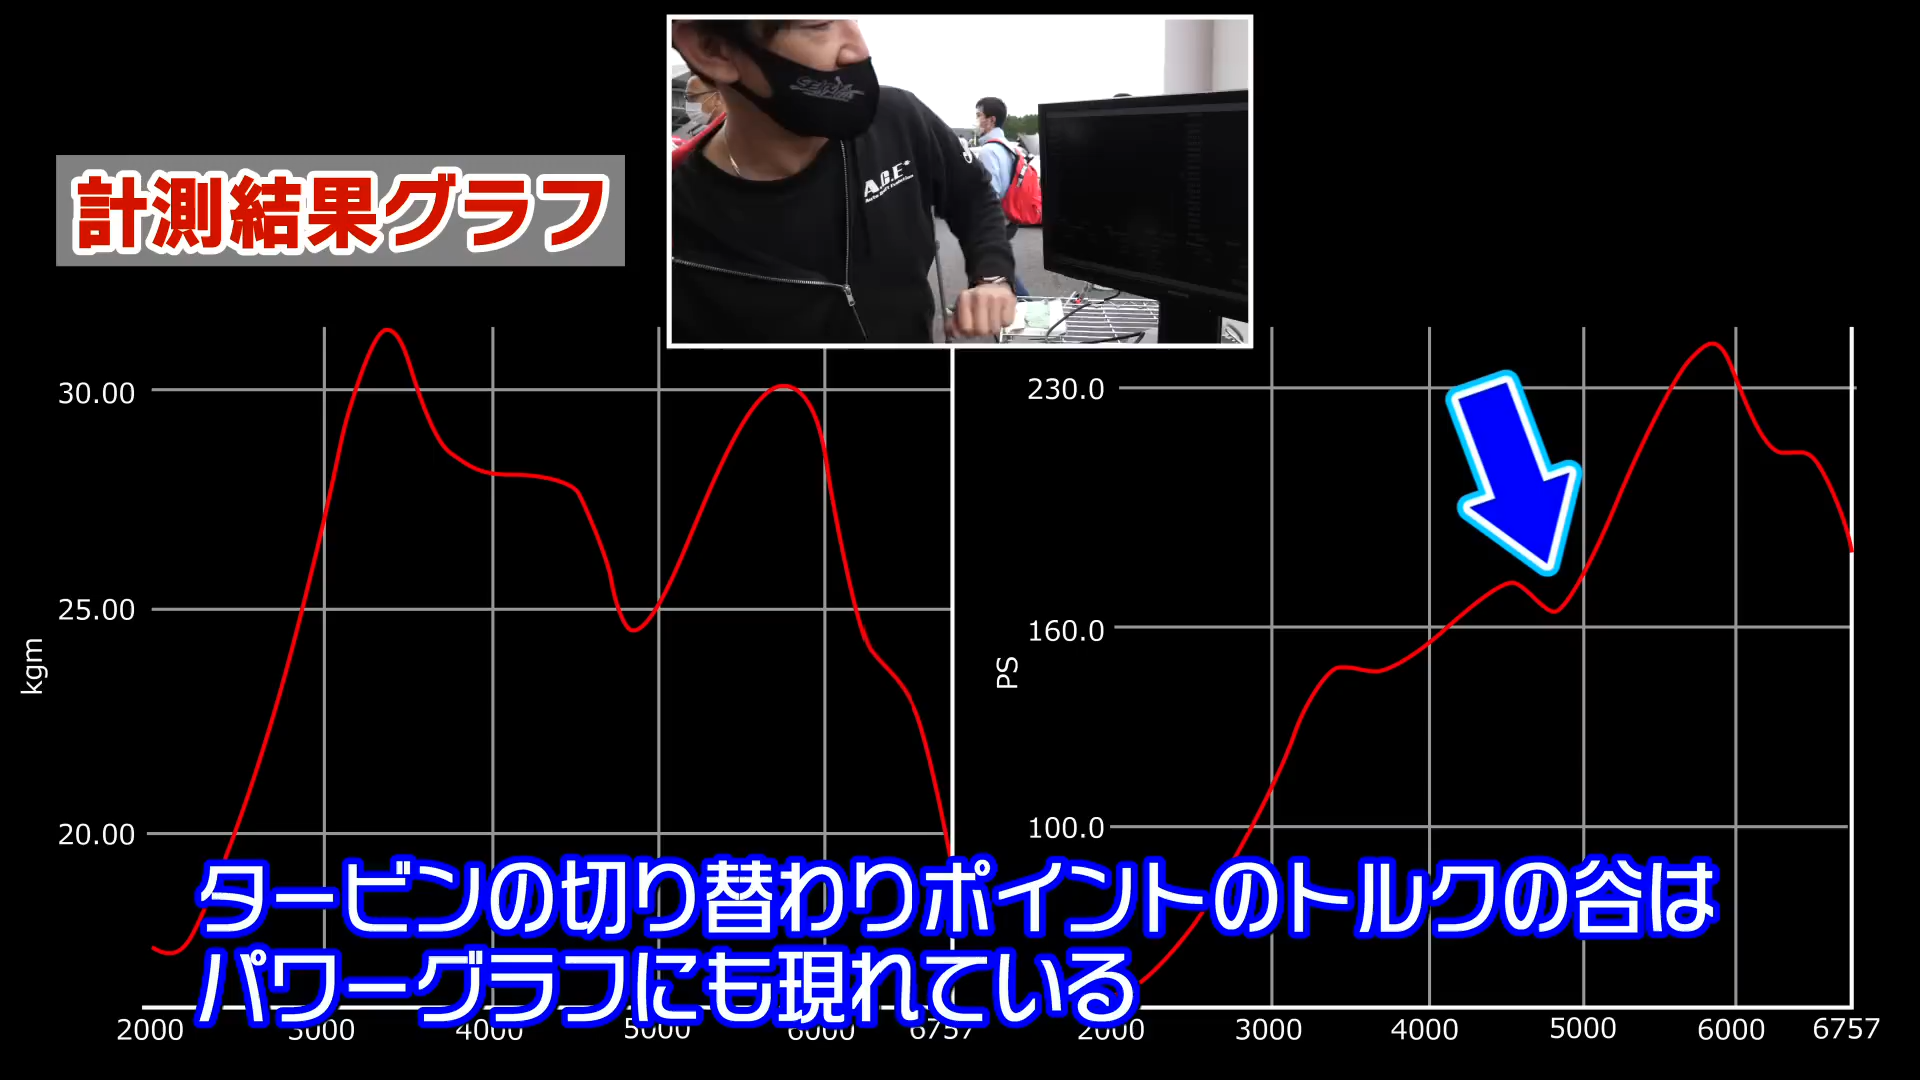 計測結果グラフ
A.G.E
30.00
25.00
20.00
kgm
2000 3000 4000 5000 6000 6757
230.0
160.0
100.0
PS
2000 3000 4000 5000 6000 6757
タービンの切り替わりポイントのトルクの谷は
パワーグラフにも現れている